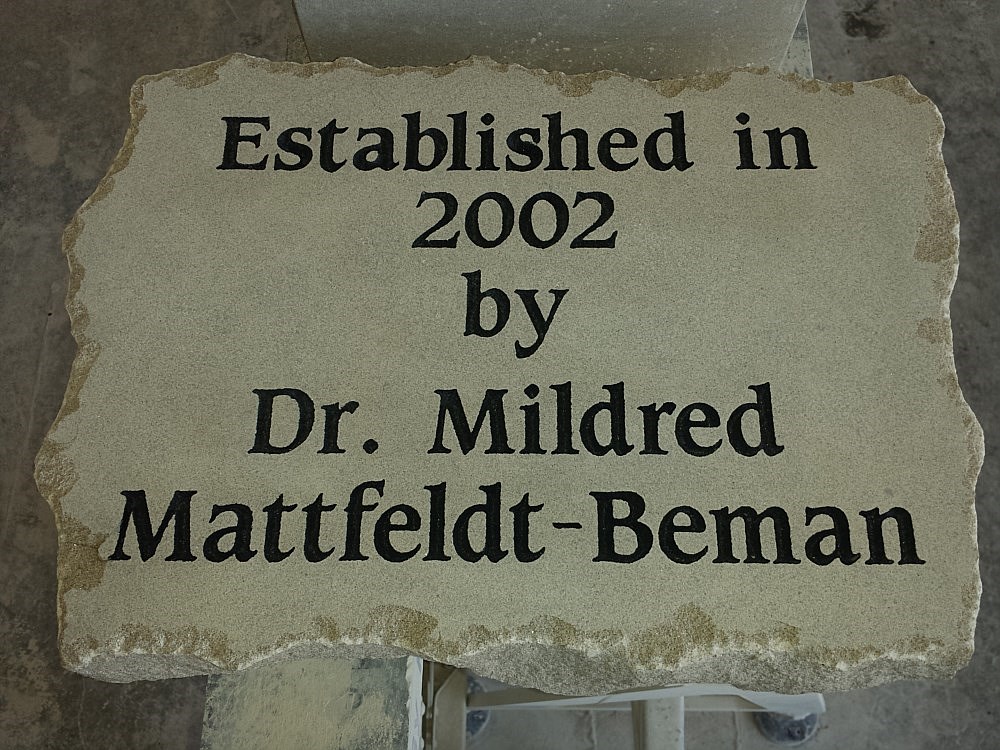 Established in
2002
by
Dr. Mildred
Mattfeldt-Beman